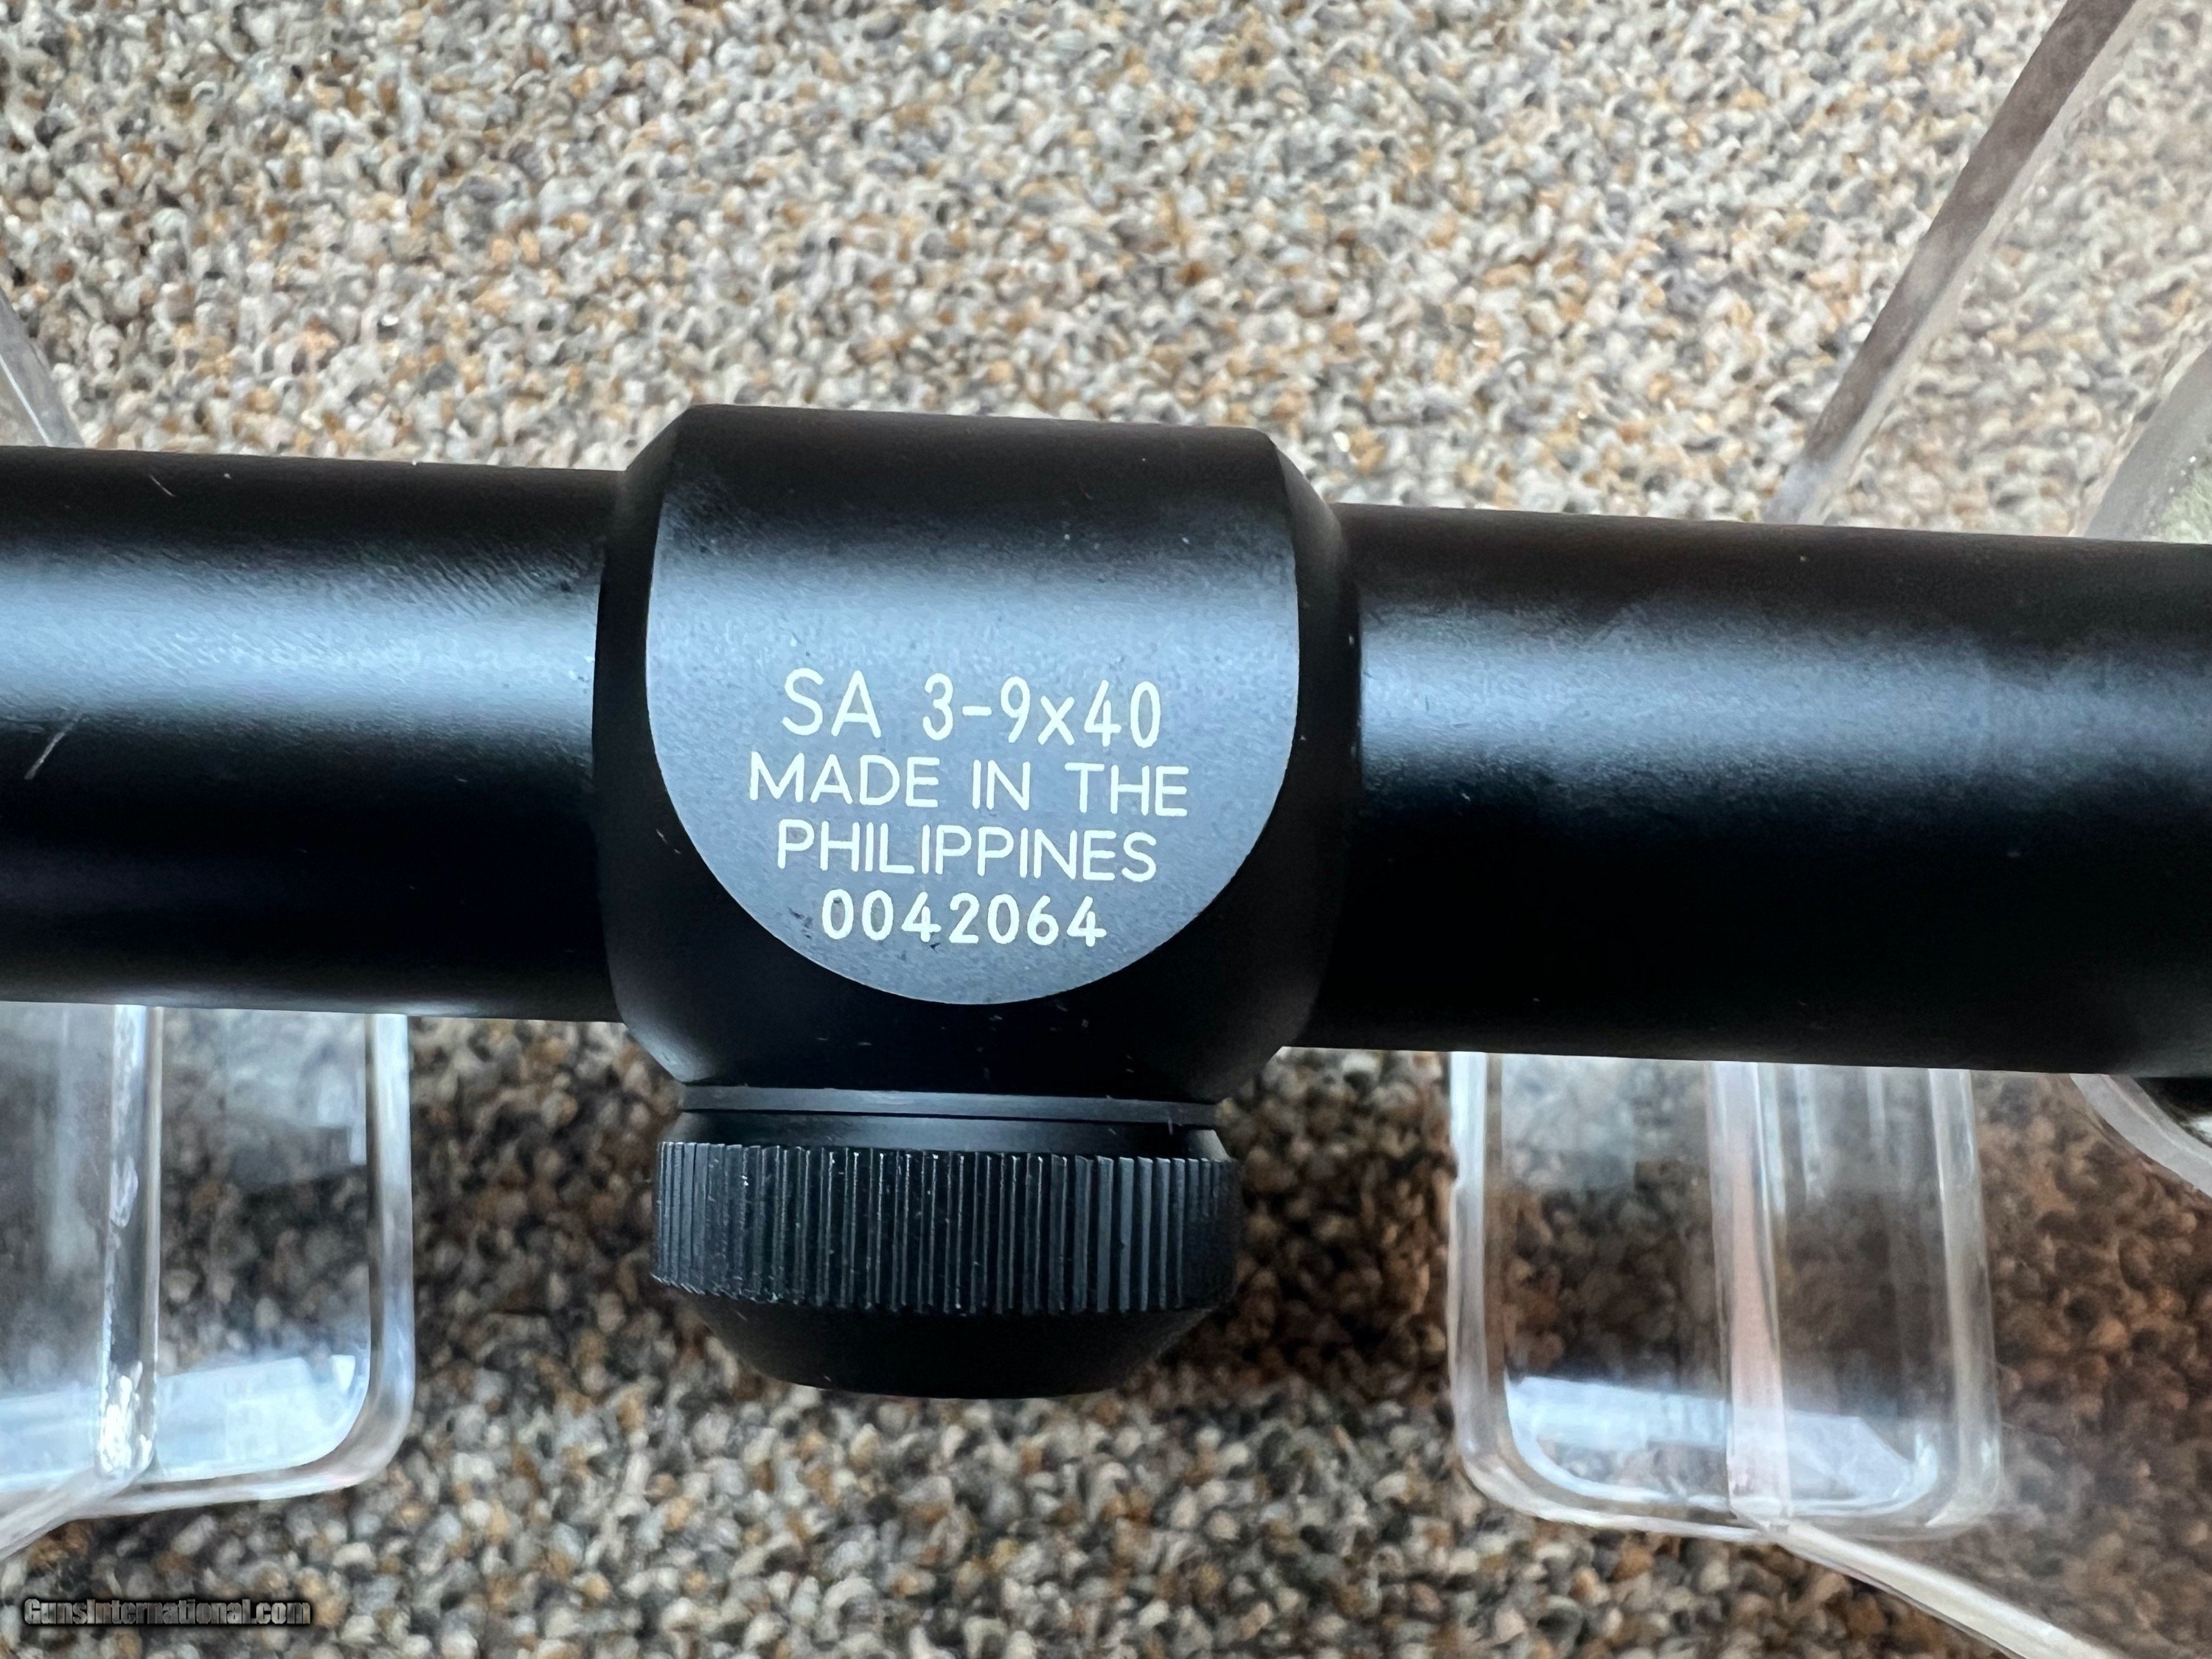 SA 3-9x40
MADE IN THE
PHILIPPINES
0042064
GunsInternational.com